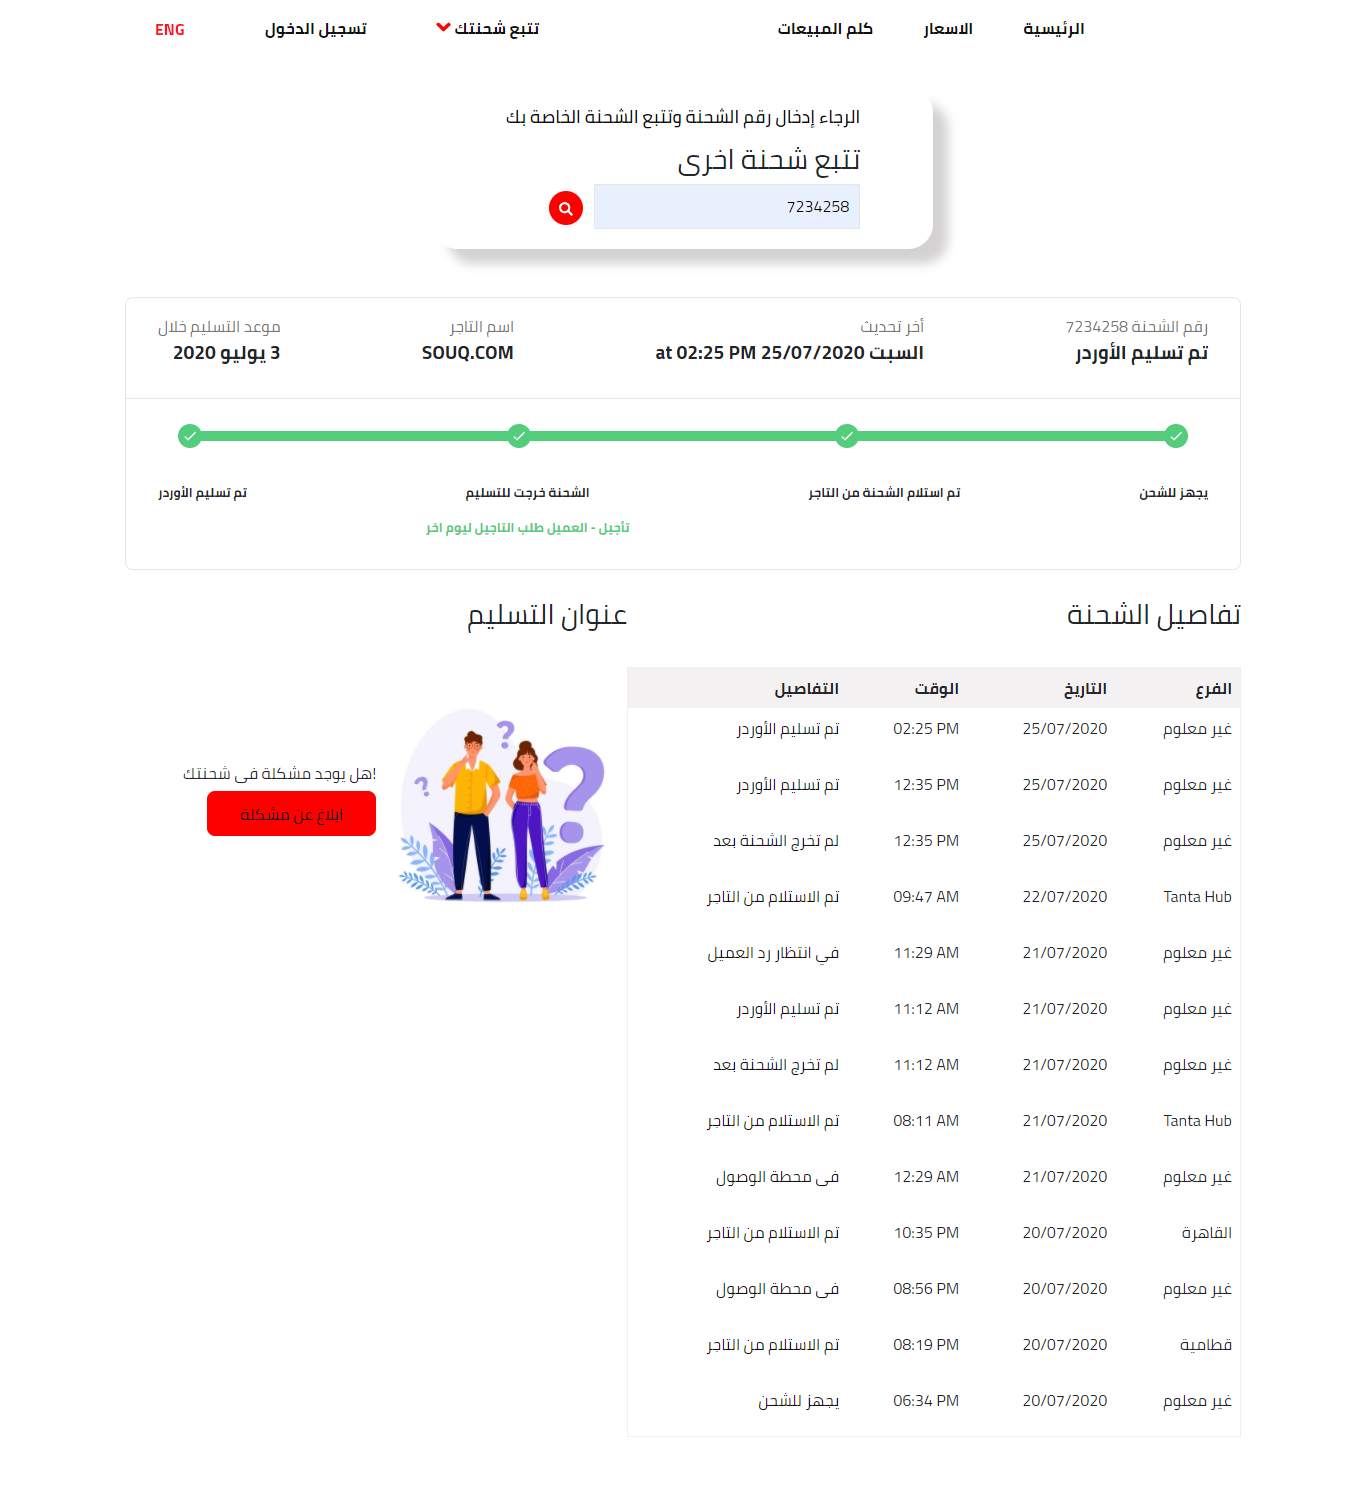 الرئيسية الاسعار كلم المبيعات تتبع شحنتك تسجيل الدخول ENG
الرجاء إدخال رقم الشحنة وتتبع الشحنة الخاصة بك
تتبع شحنة اخرى
7234258
رقم الشحنة 7234258 أخر تحديث اسم التاجر موعد التسليم خلال
تم تسليم الأوردر السبت 25/07/2020 at 02:25 PM SOUQ.COM 3 يوليو 2020
يجهز للشحن تم استلام الشحنة من التاجر الشحنة خرجت للتسليم تم تسليم الأوردر
تأجيل - العميل طلب التاجيل ليوم اخر
تفاصيل الشحنة
الفرع التاريخ الوقت التفاصيل
غير معلوم 25/07/2020 02:25 PM تم تسليم الأوردر
غير معلوم 25/07/2020 12:35 PM تم تسليم الأوردر
غير معلوم 25/07/2020 12:35 PM لم تخرج الشحنة بعد
Tanta Hub 22/07/2020 09:47 AM تم الاستلام من التاجر
غير معلوم 21/07/2020 11:29 AM في انتظار رد العميل
غير معلوم 21/07/2020 11:12 AM تم تسليم الأوردر
غير معلوم 21/07/2020 11:12 AM لم تخرج الشحنة بعد
Tanta Hub 21/07/2020 08:11 AM تم الاستلام من التاجر
غير معلوم 21/07/2020 12:29 AM فى محطة الوصول
القاهرة 20/07/2020 10:35 PM تم الاستلام من التاجر
غير معلوم 20/07/2020 08:56 PM فى محطة الوصول
قطامية 20/07/2020 08:19 PM تم الاستلام من التاجر
غير معلوم 20/07/2020 06:34 PM يجهز للشحن
عنوان التسليم
هل يوجد مشكلة فى شحنتك!
ابلاغ عن مشكلة